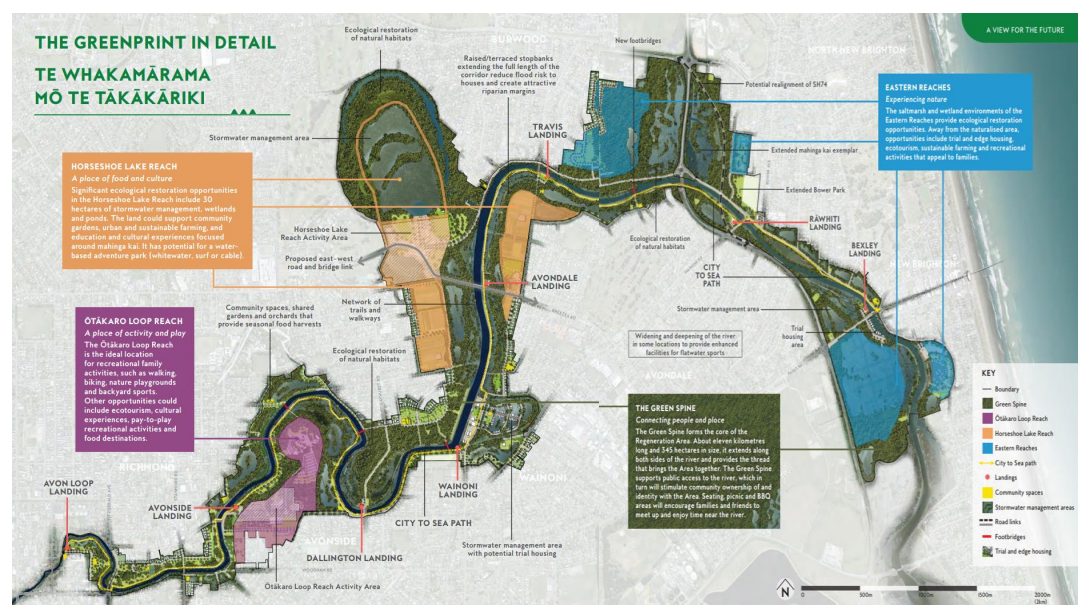 THE GREENPRINT IN DETAIL
TE WHAKAMĀRAMA
MŌ TE TĀKĀKĀRIKI
A VIEW FOR THE FUTURE
Ecological restoration
of natural habitats
BURWOOD
New footbridges
NORTH NEW BRIGHTON
Raised/terraced stopbanks
extending the full length of the
corridor reduce flood risk to
houses and create attractive
riparian margins
Potential realignment of SH74
EASTERN REACHES
Experiencing nature
The saltmarsh and wetland environments of the
Eastern Reaches provide ecological restoration
opportunities. Away from the naturalised area,
opportunities include trial and edge housing,
ecotourism, sustainable farming and recreational
activities that appeal to families.
Stormwater management area
TRAVIS
LANDING
Extended mahinga kai exemplar
HORSESHOE LAKE REACH
A place of food and culture
Significant ecological restoration opportunities
in the Horseshoe Lake Reach include 30
hectares of stormwater management, wetlands
and ponds. The land could support community
gardens, urban and sustainable farming, and
education and cultural experiences focused
around mahinga kai. It has potential for a water-
based adventure park (whitewater, surf or cable).
Extended Bower Park
Horseshoe Lake
Reach Activity Area
RĀWHITI
LANDING
Ecological restoration
of natural habitats
BEXLEY
LANDING
Proposed east-west
road and bridge link
CITY
TO SEA
PATH
NEW BRIGHTON
AVONDALE
LANDING
Network of
trails and
walkways
Community spaces, shared
gardens and orchards that
provide seasonal food harvests
Stormwater management area
ŌTĀKARO LOOP REACH
A place of activity and play
The Ōtākaro Loop Reach
is the ideal location
for recreational family
activities, such as walking,
biking, nature playgrounds
and backyard sports.
Other opportunities could
include ecotourism, cultural
experiences, pay-to-play
recreational activities and
food destinations.
Trial
housing
area
Widening and deepening of the river
in some locations to provide enhanced
facilities for flatwater sports
Ecological restoration
of natural habitats
AVONDALE
KEY
Boundary
Green Spine
Ōtākaro Loop Reach
Horseshoe Lake Reach
Eastern Reaches
City to Sea path
Landings
Community spaces
Stormwater management areas
Road links
Footbridges
Trial and edge housing
THE GREEN SPINE
Connecting people and place
The Green Spine forms the core of the
Regeneration Area. About eleven kilometres
long and 345 hectares in size, it extends along
both sides of the river and provides the thread
that brings the Area together. The Green Spine
supports public access to the river, which in
turn will stimulate community ownership of and
identity with the Area. Seating, picnic and BBQ
areas will encourage families and friends to
meet up and enjoy time near the river.
RICHMOND
AVON LOOP
LANDING
WAINONI
LANDING
WAINONI
AVONSIDE
LANDING
CITY TO SEA PATH
AVONSIDE
Stormwater management area
with potential trial housing
DALLINGTON LANDING
Ōtākaro Loop Reach Activity Area
N
0
500m
1000m
1500m
2000m
(2km)